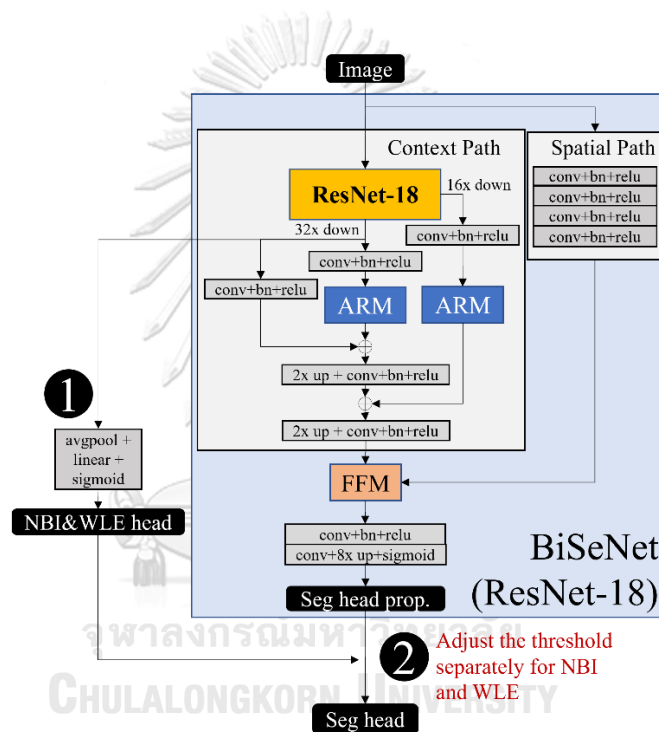 Image
Context Path
Spatial Path
conv+bn+relu
conv+bn+relu
conv+bn+relu
conv+bn+relu
ResNet-18
16x down
32x down
conv+bn+relu
conv+bn+relu
conv+bn+relu
ARM
ARM
2x up + conv+bn+relu
2x up + conv+bn+relu
1
avgpool +
linear +
sigmoid
NBI&WLE head
FFM
conv+bn+relu
conv+8x up+sigmoid
Seg head prop.
BiSeNet
(ResNet-18)
จุฬาลงกรณ์มหาวิทยาลัย
2
Adjust the threshold
separately for NBI
and WLE
CHULALONGKORN UNIVERSITY
Seg head